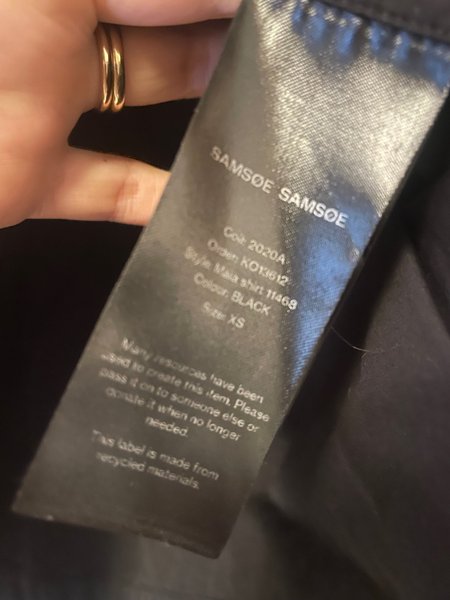 SAMSØE SAMSØE
Col: 2020A
Order: KO13612
Style Maia shirt 11468
Colour: BLACK
Size: XS
Many resources have been
used to create this item. Please
pass it on to someone else or
donate it when no longer
needed.
This label is made from
recycled materials.